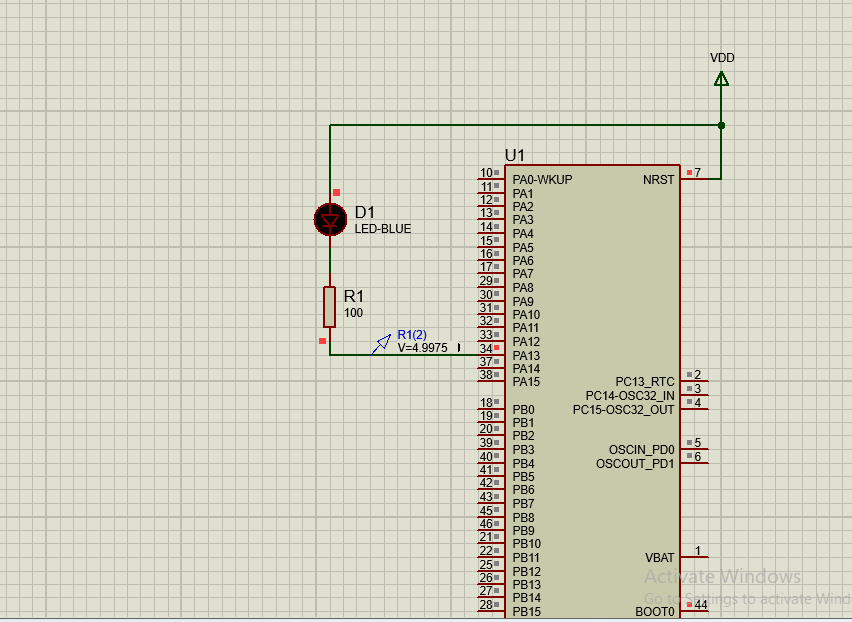 VDD
U1
10 PA0-WKUP NRST 7
11 PA1
12 PA2
13 PA3
14 PA4
15 PA5
16 PA6
17 PA7
29 PA8
30 PA9
31 PA10
32 PA11
33 PA12
34 PA13
37 PA14
38 PA15
D1
LED-BLUE
R1
100
R1(2)
V=4.9975
PC13_RTC 2
PC14-OSC32_IN 3
PC15-OSC32_OUT 4
18 PB0
19 PB1
20 PB2
39 PB3
40 PB4
41 PB5
42 PB6
43 PB7
45 PB8
46 PB9
21 PB10
22 PB11
25 PB12
26 PB13
27 PB14
28 PB15
OSCIN_PD0 5
OSCOUT_PD1 6
VBAT 1
BOOT0 44
Activate Windows
Go to Settings to activate Wind